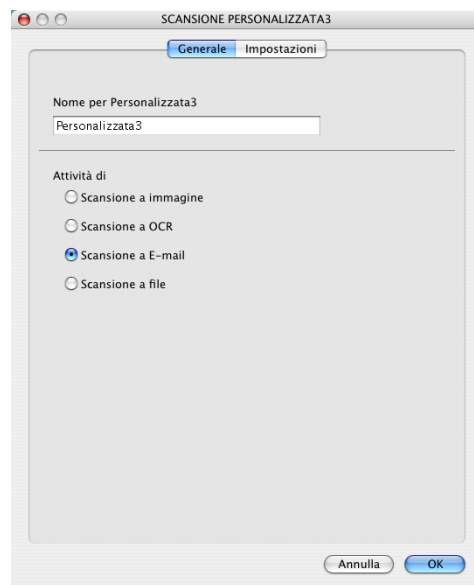 SCANSIONE PERSONALIZZATA3
Generale Impostazioni
Nome per Personalizzata3
Personalizzata3
Attività di
Scansione a immagine
Scansione a OCR
Scansione a E-mail
Scansione a file
Annulla OK